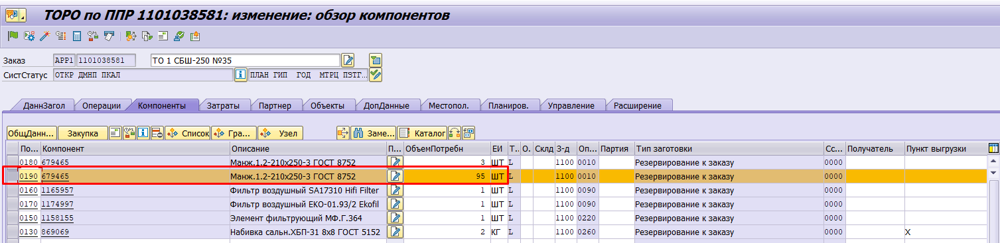 ТОРО по ППР 1101038581: изменение: обзор компонентов
Заказ APP1 1101038581 ТО 1 СБШ-250 №35
СистСтатус ОТКР ДМНП ПКАЛ ПЛАН ГИП ГОД МТРЦ ПЗТГ...
ДаннЗагол Операции Компоненты Затраты Партнер Объекты ДопДанные Местопол. Планиров. Управление Расширение
ОбщДанн... Закупка Список Гра... Узел Заме... Каталог
По... Компонент Описание П... ОбъемПотребн ЕИ Т.. О. Склд З-д Оп... Партия Тип заготовки Сс... Получатель Пункт выгрузки
0180 679465 Манж.1.2-210х250-3 ГОСТ 8752 3 ШТ L 1100 0010 Резервирование к заказу 0000
0190 679465 Манж.1.2-210х250-3 ГОСТ 8752 95 ШТ L 1100 0010 Резервирование к заказу 0000
0160 1165957 Фильтр воздушный SA17310 Hifi Filter 1 ШТ L 1100 0090 Резервирование к заказу 0000
0170 1174997 Фильтр воздушный ЕКО-01.93/2 Ekofil 1 ШТ L 1100 0090 Резервирование к заказу 0000
0150 1158155 Элемент фильтрующий МФ.Г.364 1 ШТ L 1100 0220 Резервирование к заказу 0000
0130 869069 Набивка сальн.ХБП-31 8х8 ГОСТ 5152 2 КГ L 1100 0260 Резервирование к заказу 0000 X